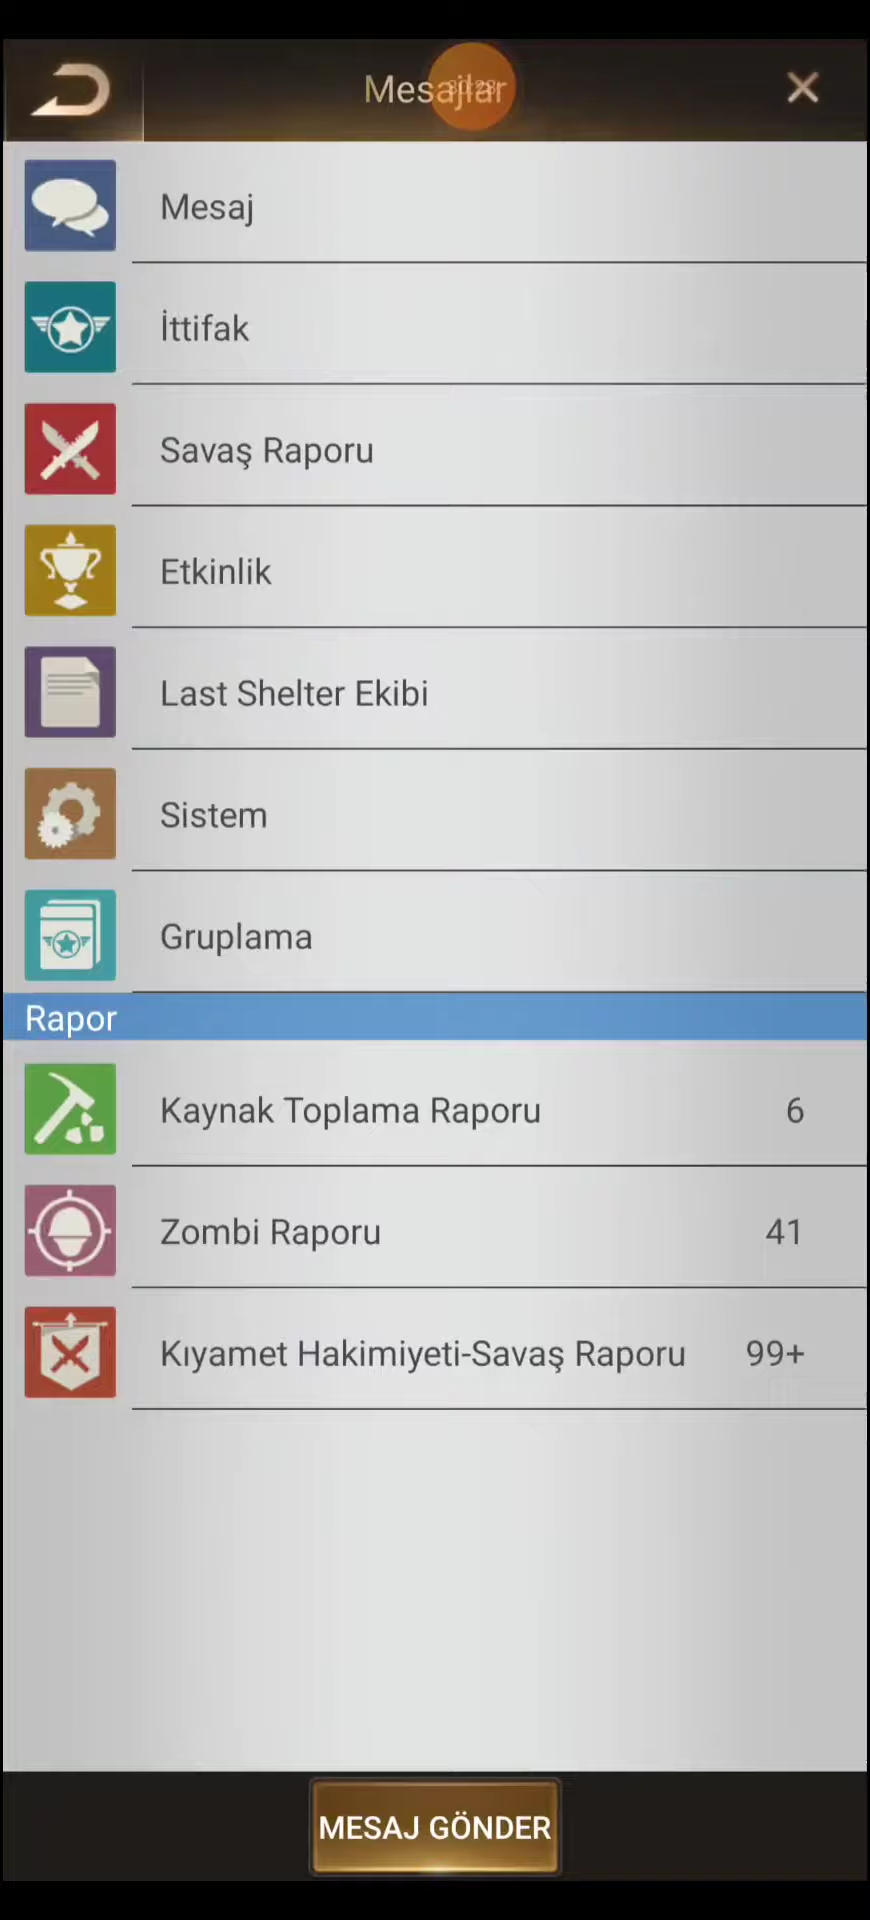 Mesajlar
Mesaj
İttifak
Savaş Raporu
Etkinlik
Last Shelter Ekibi
Sistem
Gruplama
Rapor
Kaynak Toplama Raporu 6
Zombi Raporu 41
Kıyamet Hakimiyeti-Savaş Raporu 99+
MESAJ GÖNDER